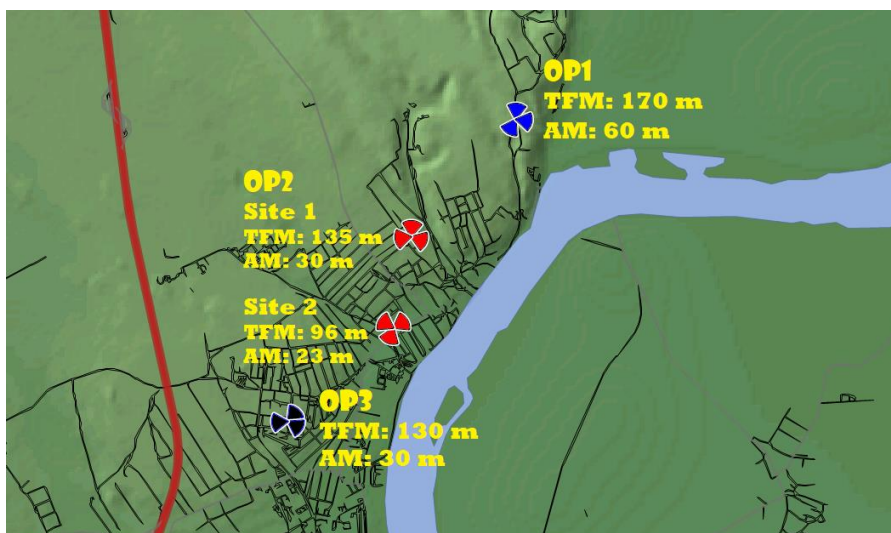 OP1
TFM: 170 m
AM: 60 m
OP2
Site 1
TFM: 135 m
AM: 30 m
Site 2
TFM: 96 m
AM: 23 m
OP3
TFM: 130 m
AM: 30 m